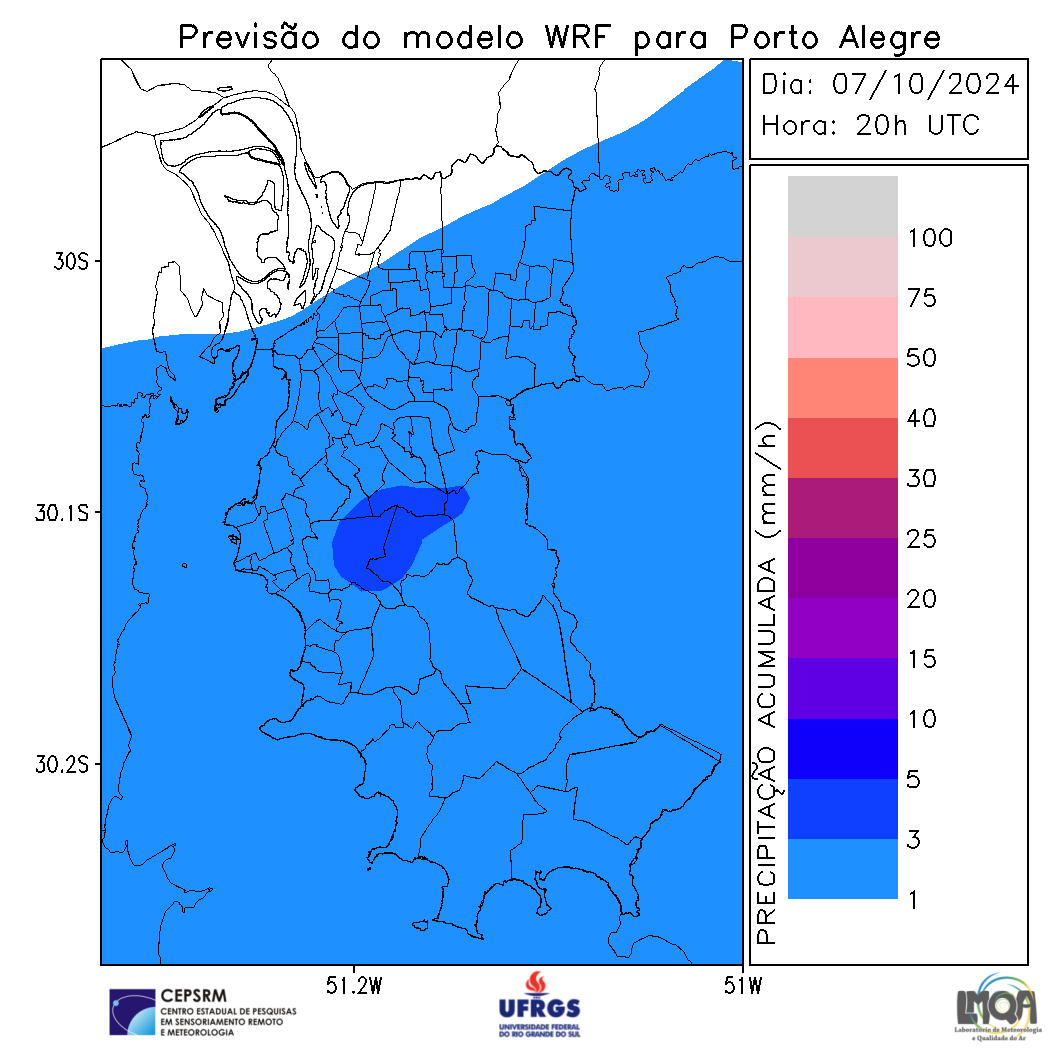 Previsão do modelo WRF para Porto Alegre
Dia: 07/10/2024
Hora: 20h UTC
30S
30.1S
30.2S
51.2W
51W
PRECIPITAÇÃO ACUMULADA (mm/h)
100
75
50
40
30
25
20
15
10
5
3
1
CEPSRM
CENTRO ESTADUAL DE PESQUISAS
EM SENSORIAMENTO REMOTO
E METEOROLOGIA
UFRGS
UNIVERSIDADE FEDERAL
DO RIO GRANDE DO SUL
LMQA
Laboratório de Meteorologia
e Qualidade do Ar